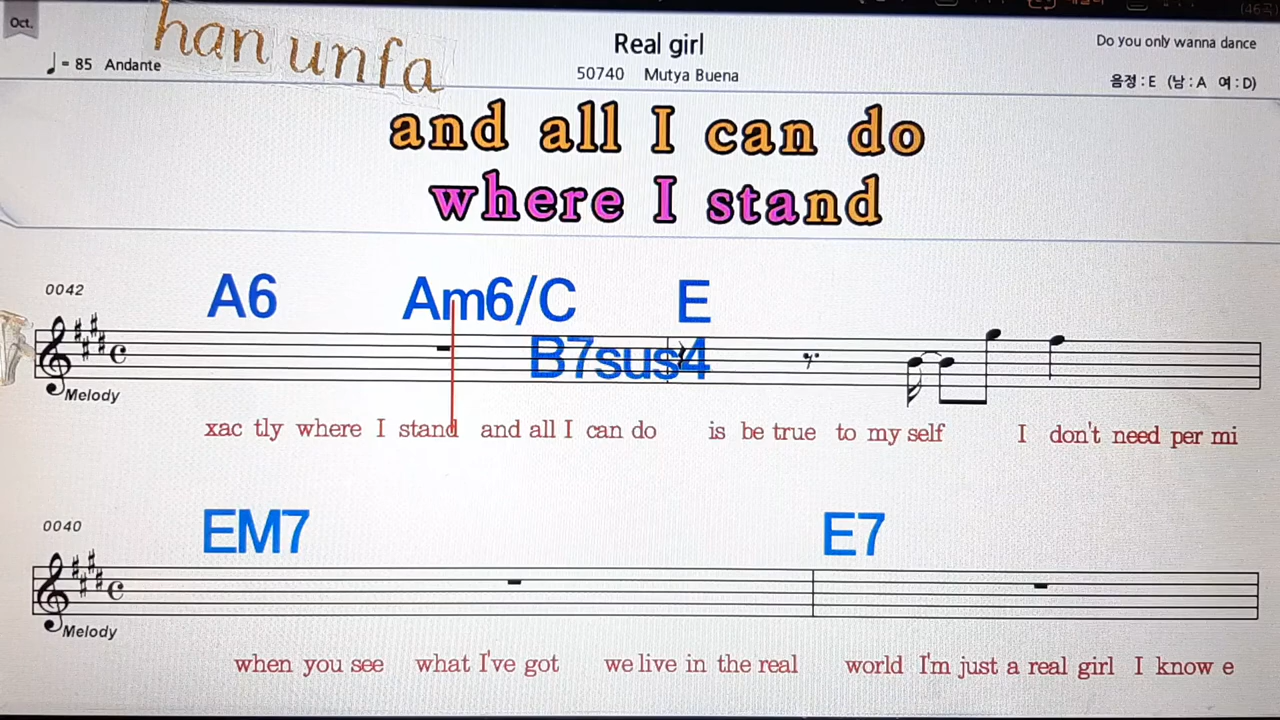 (46곡)
Oct.
han unfa
Real girl
Do you only wanna dance
♩= 85 Andante
50740 Mutya Buena
음정 : E (남 : A 여 : D)
and all I can do
where I stand
0042
A6 Am6/C E
B7sus4
Melody
xac tly where I stand and all I can do is be true to my self I don't need per mi
0040
EM7 E7
Melody
when you see what I've got we live in the real world I'm just a real girl I know e